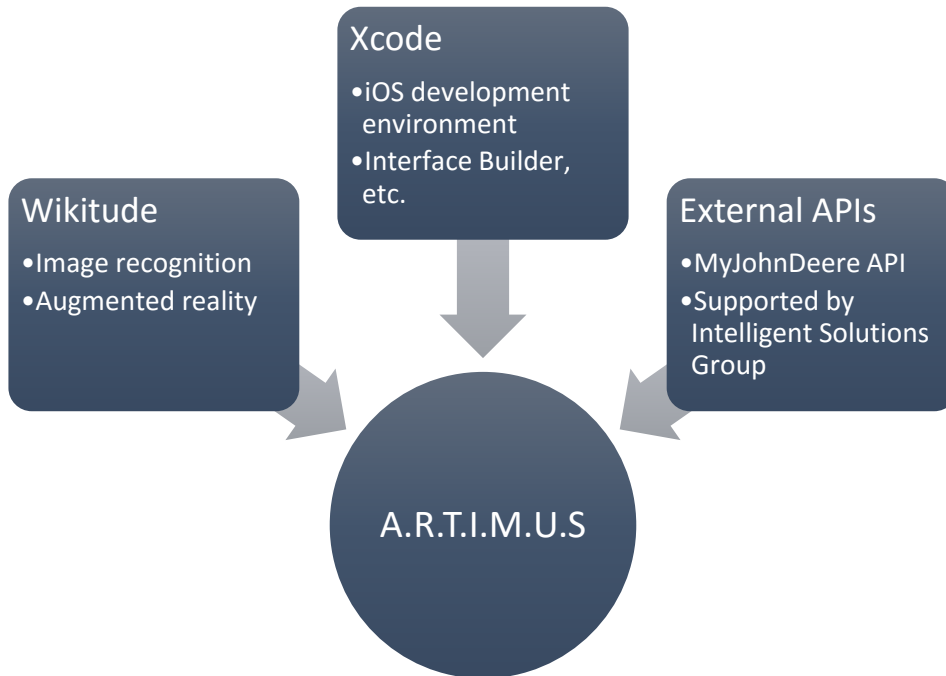 Xcode
•iOS development
environment
•Interface Builder,
etc.
Wikitude
•Image recognition
•Augmented reality
External APIs
•MyJohnDeere API
•Supported by
Intelligent Solutions
Group
A.R.T.I.M.U.S